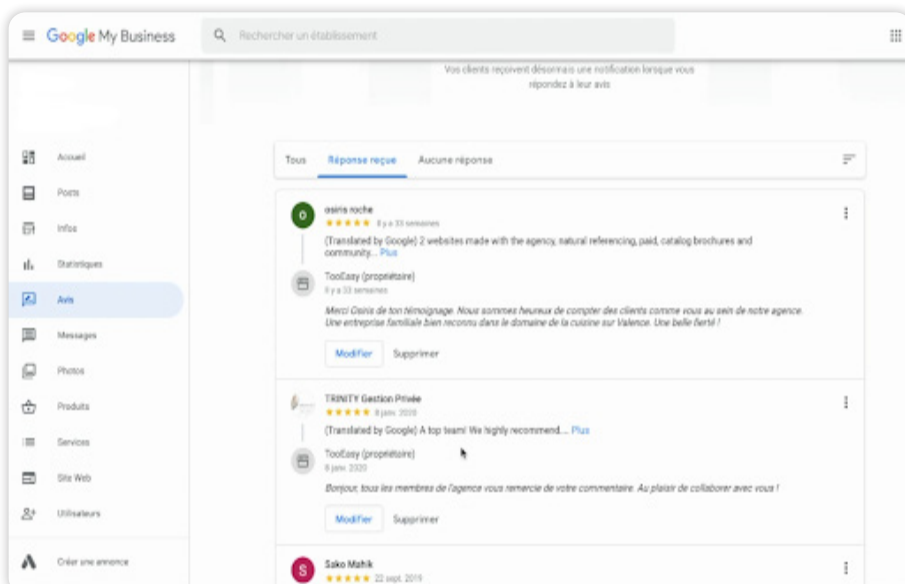 Google My Business
Rechercher un établissement
Vos clients reçoivent désormais une notification lorsque vous
répondez à leur avis
Accueil
Posts
Infos
Statistiques
Avis
Messages
Photos
Produits
Services
Site Web
Utilisateurs
Créer une annonce
Tous
Réponse reçue
Aucune réponse
O
osiris roche
Il y a 33 semaines
(Translated by Google) 2 websites made with the agency, natural referencing, paid, catalog brochures and
community... Plus
TooEasy (propriétaire)
Il y a 33 semaines
Merci Osiris de ton témoignage. Nous sommes heureux de compter des clients comme vous au sein de notre agence.
Une entreprise familiale bien reconnu dans le domaine de la cuisine sur Valence. Une belle fierté !
Modifier
Supprimer
TRINITY Gestion Privée
8 janv. 2020
(Translated by Google) A top team! We highly recommend.... Plus
TooEasy (propriétaire)
8 janv. 2020
Bonjour, tous les membres de l'agence vous remercie de votre commentaire. Au plaisir de collaborer avec vous !
Modifier
Supprimer
S
Sako Mahik
22 sept. 2019